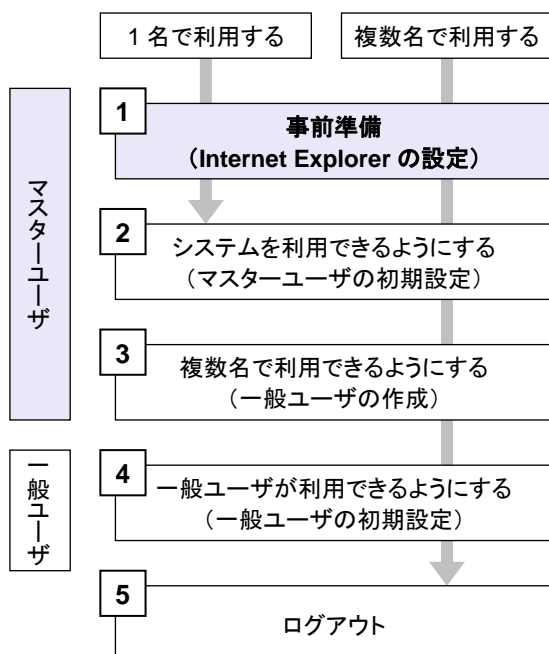 1 名で利用する
複数名で利用する
マスターユーザ
1
事前準備
（Internet Explorer の設定）
2
システムを利用できるようにする
（マスターユーザの初期設定）
3
複数名で利用できるようにする
（一般ユーザの作成）
一般ユーザ
4
一般ユーザが利用できるようにする
（一般ユーザの初期設定）
5
ログアウト